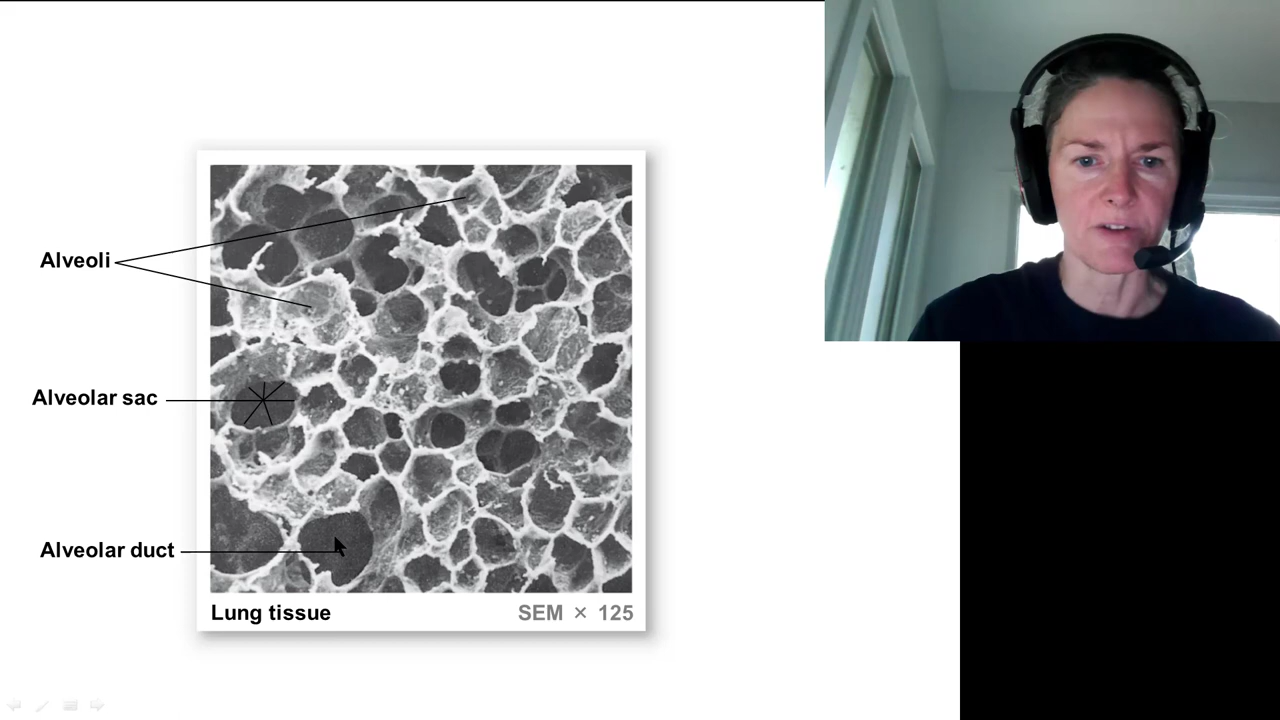 Alveoli
Alveolar sac
Alveolar duct
Lung tissue
SEM × 125